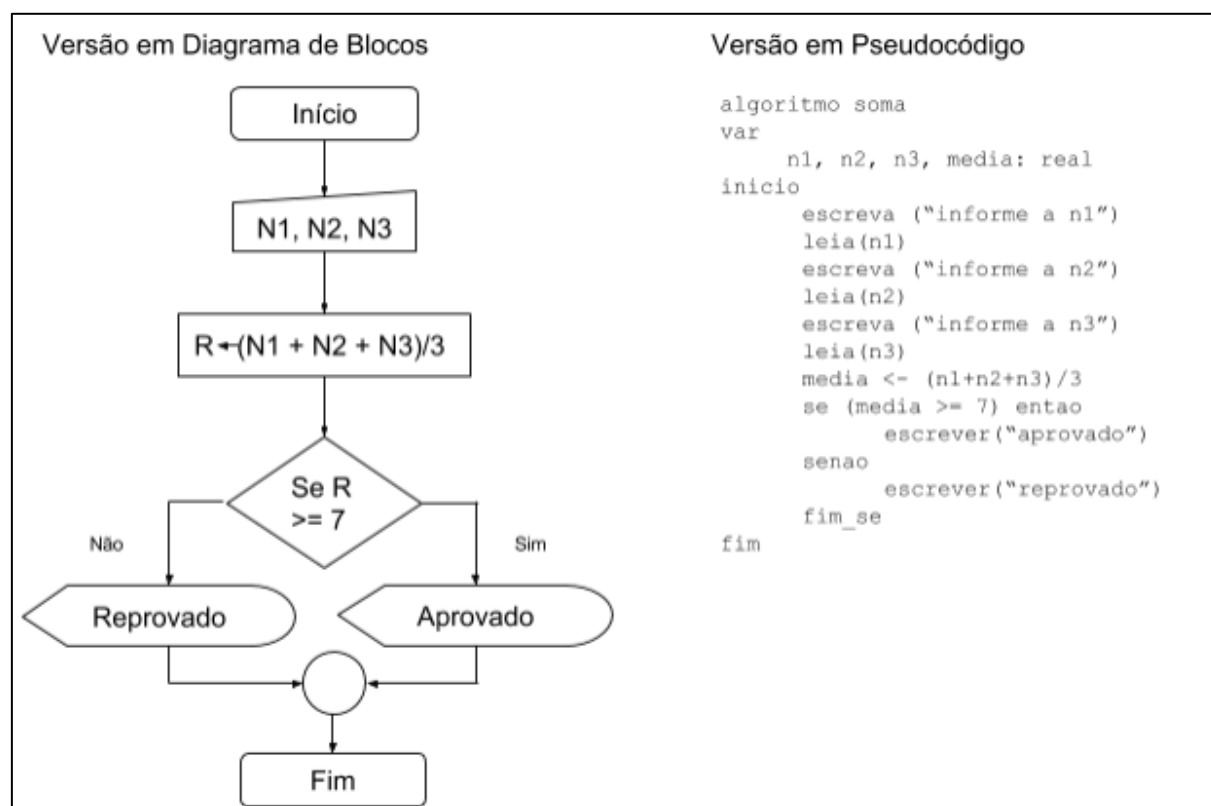 Versão em Diagrama de Blocos
Início
N1, N2, N3
R←(N1 + N2 + N3)/3
Se R
>= 7
Não
Sim
Reprovado
Aprovado
Fim
Versão em Pseudocódigo
algoritmo soma
var
n1, n2, n3, media: real
inicio
escreva (“informe a n1”)
leia(n1)
escreva (“informe a n2”)
leia(n2)
escreva (“informe a n3”)
leia(n3)
media <- (n1+n2+n3)/3
se (media >= 7) entao
escrever(“aprovado”)
senao
escrever(“reprovado”)
fim_se
fim